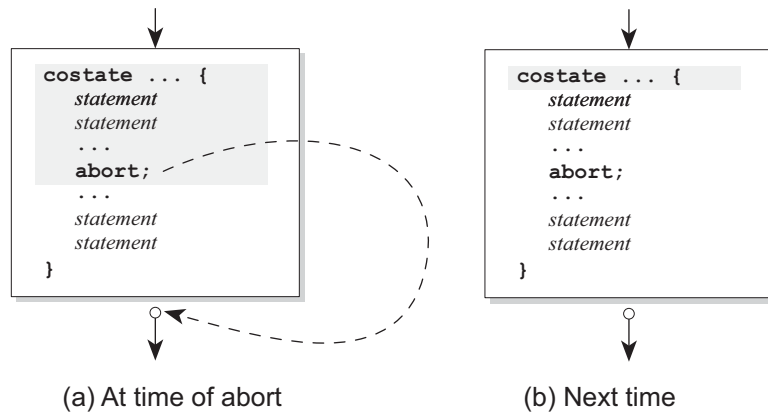 costate ... {
statement
statement
...
abort;
...
statement
statement
}
(a) At time of abort
costate ... {
statement
statement
...
abort;
...
statement
statement
}
(b) Next time